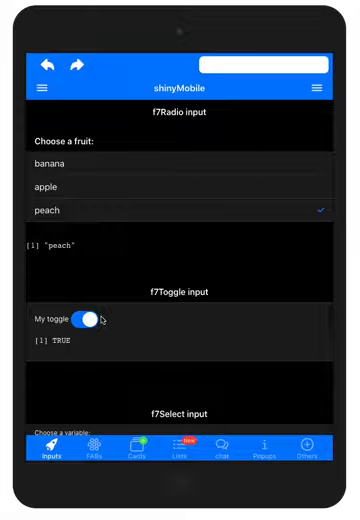 shinyMobile
f7Radio input
Choose a fruit:
banana
apple
peach
[1] "peach"
f7Toggle input
My toggle
[1] TRUE
f7Select input
Choose a variable:
Inputs
FABs
Cards
New
Lists
chat
Popups
Others